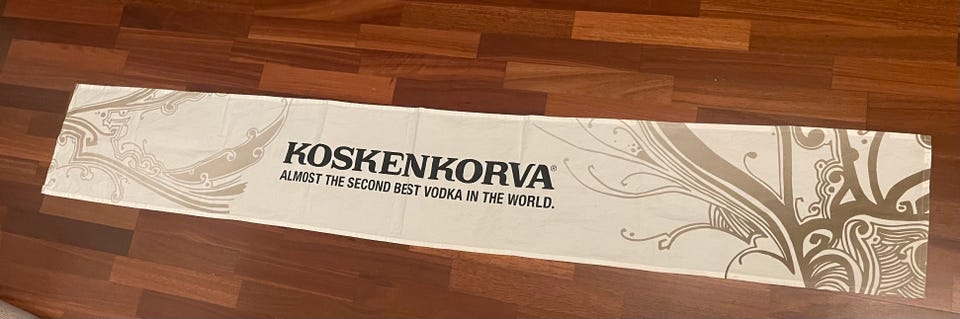 KOSKENKORVA®
ALMOST THE SECOND BEST VODKA IN THE WORLD.